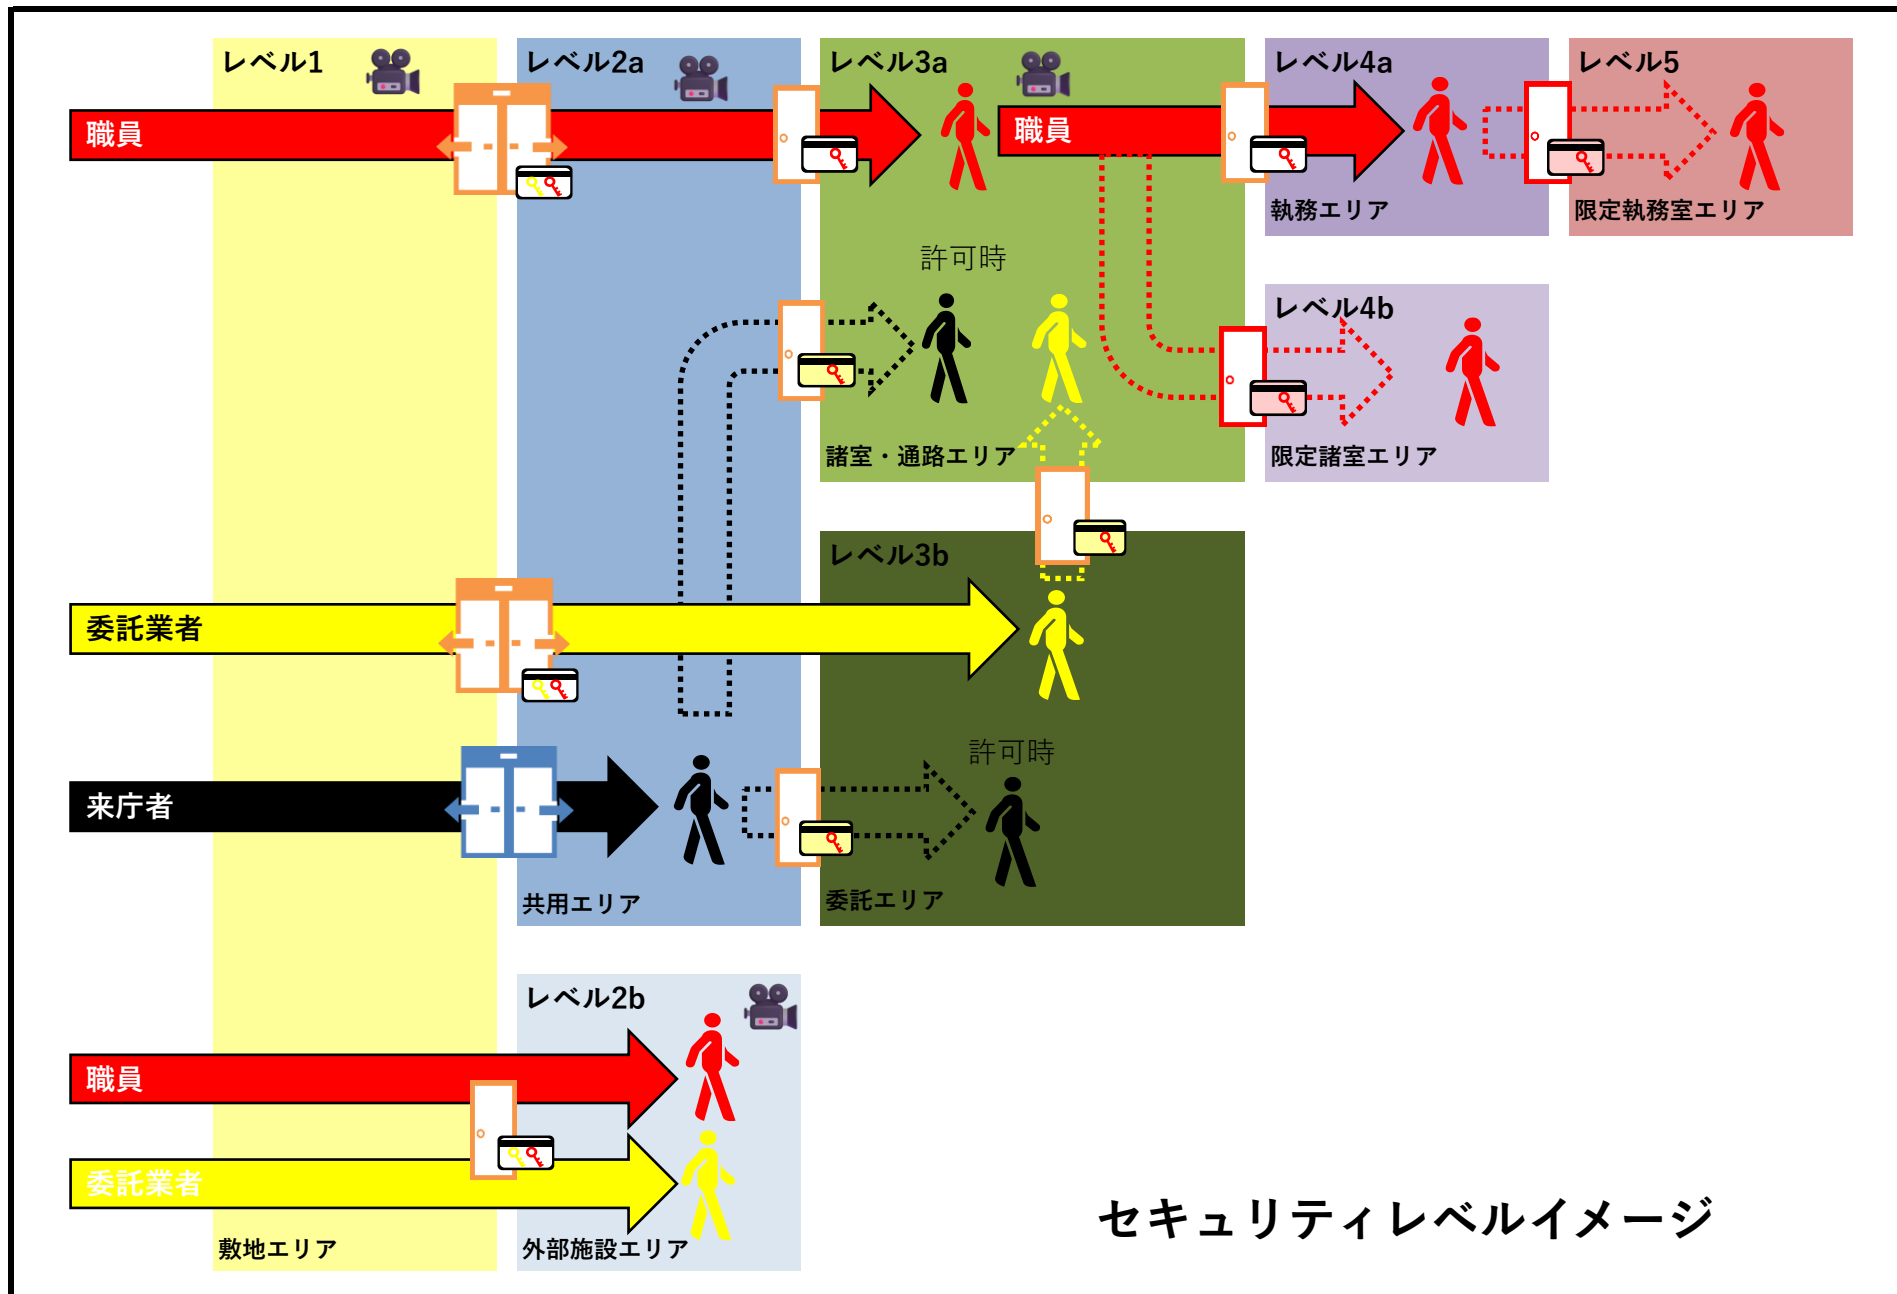 レベル1
レベル2a
レベル3a
レベル4a
レベル5
職員
職員
執務エリア
限定執務室エリア
許可時
レベル4b
諸室・通路エリア
限定諸室エリア
レベル3b
委託業者
許可時
来庁者
共用エリア
委託エリア
レベル2b
職員
委託業者
敷地エリア
外部施設エリア
セキュリティレベルイメージ